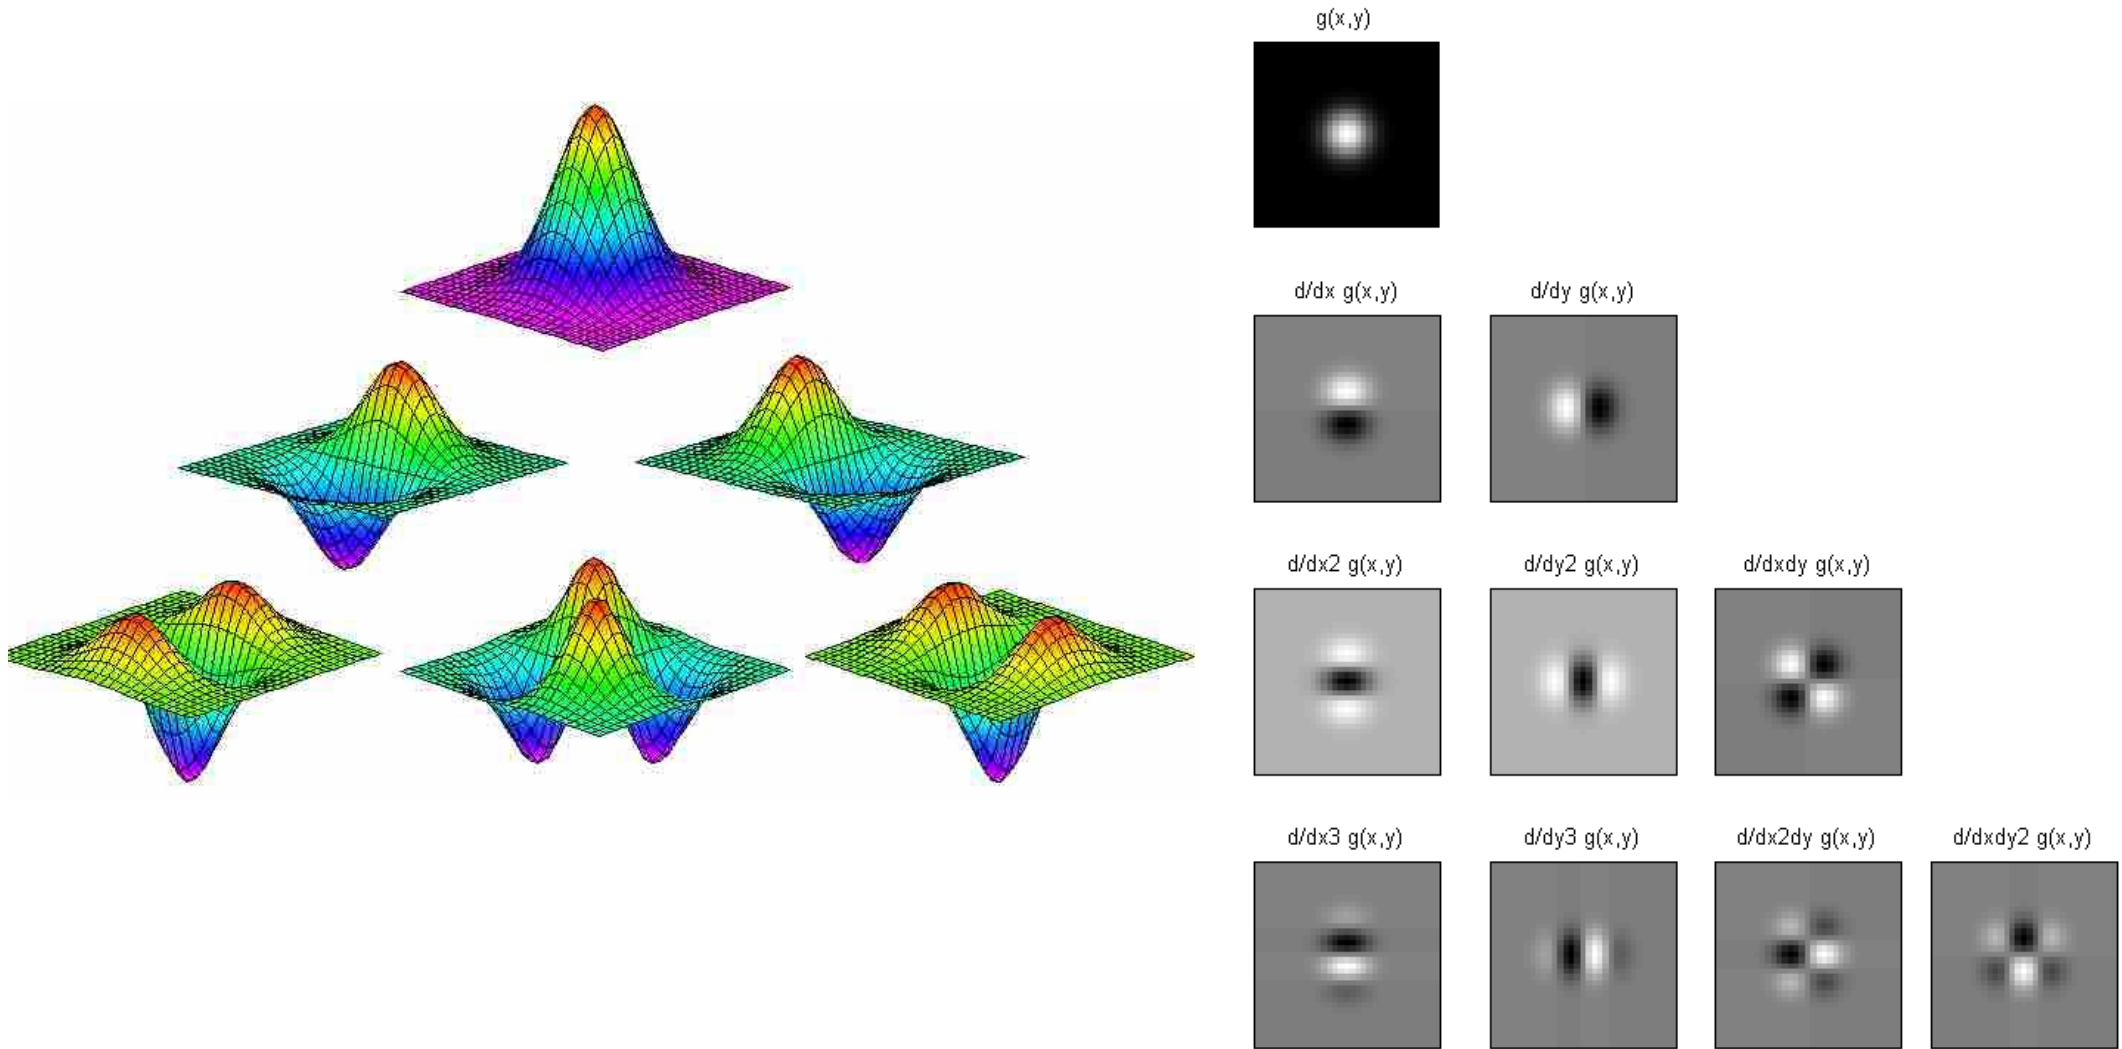 g(x,y)
d/dx g(x,y)
d/dy g(x,y)
d/dx2 g(x,y)
d/dy2 g(x,y)
d/dxdy g(x,y)
d/dx3 g(x,y)
d/dy3 g(x,y)
d/dx2dy g(x,y)
d/dxdy2 g(x,y)